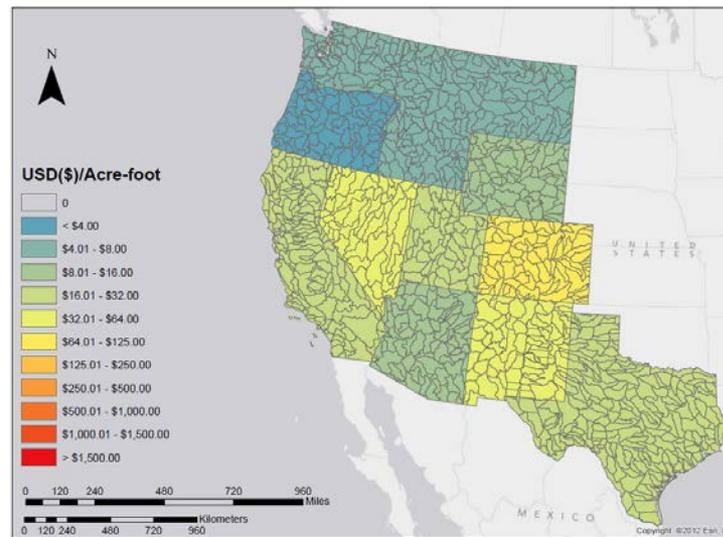 N
USD($)/Acre-foot
0
< $4.00
$4.01 - $8.00
$8.01 - $16.00
$16.01 - $32.00
$32.01 - $64.00
$64.01 - $125.00
$125.01 - $250.00
$250.01 - $500.00
$500.01 - $1,000.00
$1,000.01 - $1,500.00
> $1,500.00
UNITED
STATES
0 120 240 480 720 960
Miles
Kilometers
0 120 240 480 720 960
MEXICO
Copyright: ©2012 Esri,